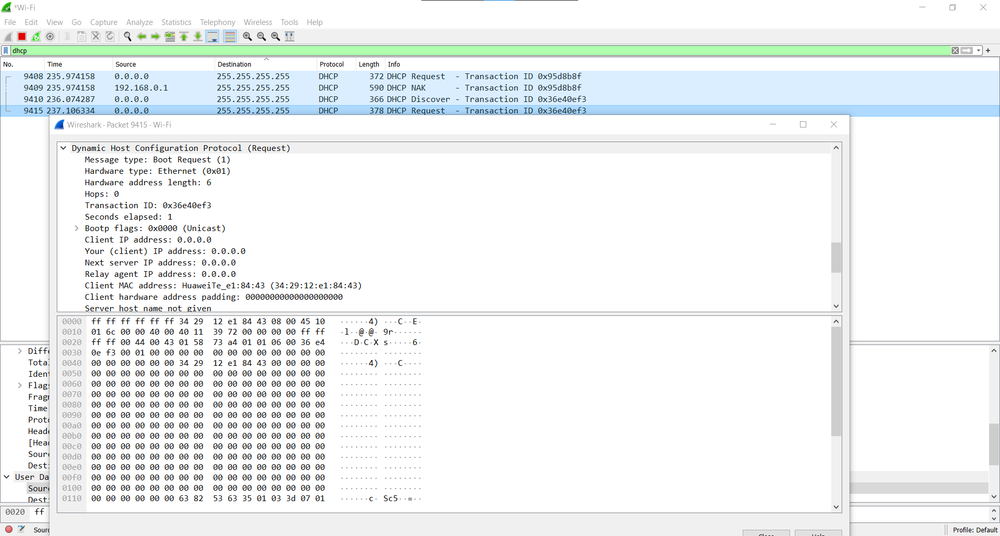 *Wi-Fi
File Edit View Go Capture Analyze Statistics Telephony Wireless Tools Help
dhcp
No. Time Source Destination Protocol Length Info
9408 235.974158 0.0.0.0 255.255.255.255 DHCP 372 DHCP Request - Transaction ID 0x95d8b8f
9409 235.974158 192.168.0.1 255.255.255.255 DHCP 590 DHCP NAK - Transaction ID 0x95d8b8f
9410 236.074287 0.0.0.0 255.255.255.255 DHCP 366 DHCP Discover - Transaction ID 0x36e40ef3
9415 237.106334 0.0.0.0 255.255.255.255 DHCP 378 DHCP Request - Transaction ID 0x36e40ef3
Wireshark · Packet 9415 · Wi-Fi
Dynamic Host Configuration Protocol (Request)
Message type: Boot Request (1)
Hardware type: Ethernet (0x01)
Hardware address length: 6
Hops: 0
Transaction ID: 0x36e40ef3
Seconds elapsed: 1
Bootp flags: 0x0000 (Unicast)
Client IP address: 0.0.0.0
Your (client) IP address: 0.0.0.0
Next server IP address: 0.0.0.0
Relay agent IP address: 0.0.0.0
Client MAC address: HuaweiTe_e1:84:43 (34:29:12:e1:84:43)
Client hardware address padding: 00000000000000000000
Server host name not given
0000 ff ff ff ff ff ff 34 29 12 e1 84 43 08 00 45 10 ······4) ···C··E·
0010 01 6c 00 00 40 00 40 11 39 72 00 00 00 00 ff ff ·l··@·@· 9r······
0020 ff ff 00 44 00 43 01 58 73 a4 01 01 06 00 36 e4 ···D·C·X s·····6·
0030 0e f3 00 01 00 00 00 00 00 00 00 00 00 00 00 00 ········ ········
0040 00 00 00 00 00 00 34 29 12 e1 84 43 00 00 00 00 ······4) ···C····
0050 00 00 00 00 00 00 00 00 00 00 00 00 00 00 00 00 ········ ········
0060 00 00 00 00 00 00 00 00 00 00 00 00 00 00 00 00 ········ ········
0070 00 00 00 00 00 00 00 00 00 00 00 00 00 00 00 00 ········ ········
0080 00 00 00 00 00 00 00 00 00 00 00 00 00 00 00 00 ········ ········
0090 00 00 00 00 00 00 00 00 00 00 00 00 00 00 00 00 ········ ········
00a0 00 00 00 00 00 00 00 00 00 00 00 00 00 00 00 00 ········ ········
00b0 00 00 00 00 00 00 00 00 00 00 00 00 00 00 00 00 ········ ········
00c0 00 00 00 00 00 00 00 00 00 00 00 00 00 00 00 00 ········ ········
00d0 00 00 00 00 00 00 00 00 00 00 00 00 00 00 00 00 ········ ········
00e0 00 00 00 00 00 00 00 00 00 00 00 00 00 00 00 00 ········ ········
00f0 00 00 00 00 00 00 00 00 00 00 00 00 00 00 00 00 ········ ········
0100 00 00 00 00 00 00 00 00 00 00 00 00 00 00 00 00 ········ ········
0110 00 00 00 00 00 00 63 82 53 63 35 01 03 3d 07 01 ······c· Sc5··=··
Close Help
Diffe
Tota
Iden
Flags
Frag
Time
Proto
Heade
[Hea
Sour
Dest
User Da
Sour
Dest
0020 ff
Sour
Profile: Default